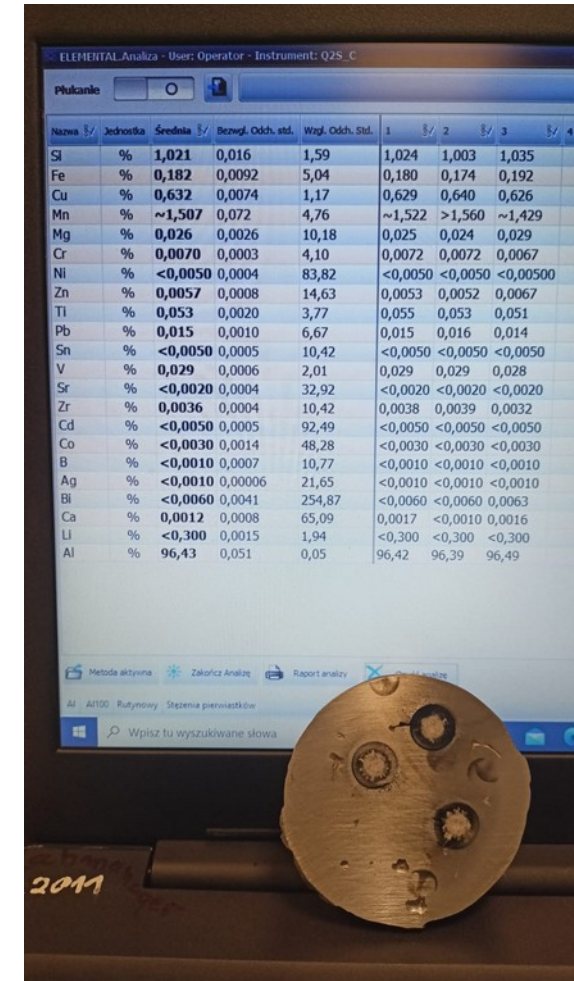 ELEMENTAL.Analiza - User: Operator - Instrument: Q2S_C
Płukanie O
Nazwa Jednostka Średnia Bezwgl. Odch. std. Wzgl. Odch. Std. 1 2 3 4
Si % 1,021 0,016 1,59 1,024 1,003 1,035
Fe % 0,182 0,0092 5,04 0,180 0,174 0,192
Cu % 0,632 0,0074 1,17 0,629 0,640 0,626
Mn % ~1,507 0,072 4,76 ~1,522 >1,560 ~1,429
Mg % 0,026 0,0026 10,18 0,025 0,024 0,029
Cr % 0,0070 0,0003 4,10 0,0072 0,0072 0,0067
Ni % <0,0050 0,0004 83,82 <0,0050 <0,0050 <0,00500
Zn % 0,0057 0,0008 14,63 0,0053 0,0052 0,0067
Ti % 0,053 0,0020 3,77 0,055 0,053 0,051
Pb % 0,015 0,0010 6,67 0,015 0,016 0,014
Sn % <0,0050 0,0005 10,42 <0,0050 <0,0050 <0,0050
V % 0,029 0,0006 2,01 0,029 0,029 0,028
Sr % <0,0020 0,0004 32,92 <0,0020 <0,0020 <0,0020
Zr % 0,0036 0,0004 10,42 0,0038 0,0039 0,0032
Cd % <0,0050 0,0005 92,49 <0,0050 <0,0050 <0,0050
Co % <0,0030 0,0014 48,28 <0,0030 <0,0030 <0,0030
B % <0,0010 0,0007 10,77 <0,0010 <0,0010 <0,0010
Ag % <0,0010 0,00006 21,65 <0,0010 <0,0010 <0,0010
Bi % <0,0060 0,0041 254,87 <0,0060 <0,0060 0,0063
Ca % 0,0012 0,0008 65,09 0,0017 <0,0010 0,0016
Li % <0,300 0,0015 1,94 <0,300 <0,300 <0,300
Al % 96,43 0,051 0,05 96,42 96,39 96,49
Metoda aktywna Zakończ Analizę Raport analizy
Al Al100 Rutynowy Stężenia pierwiastków
Wpisz tu wyszukiwane słowa
2011